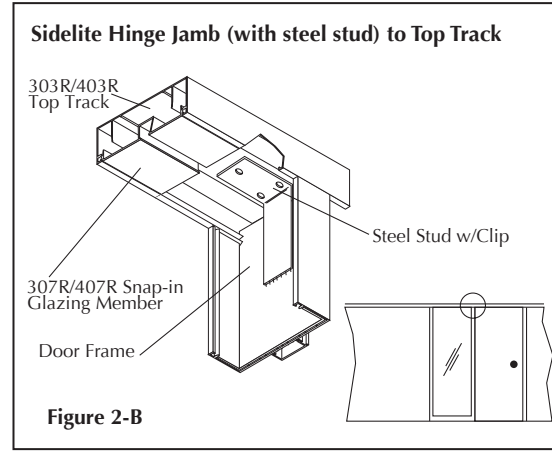 Sidelite Hinge Jamb (with steel stud) to Top Track
303R/403R
Top Track
Steel Stud w/Clip
307R/407R Snap-in
Glazing Member
Door Frame
Figure 2-B